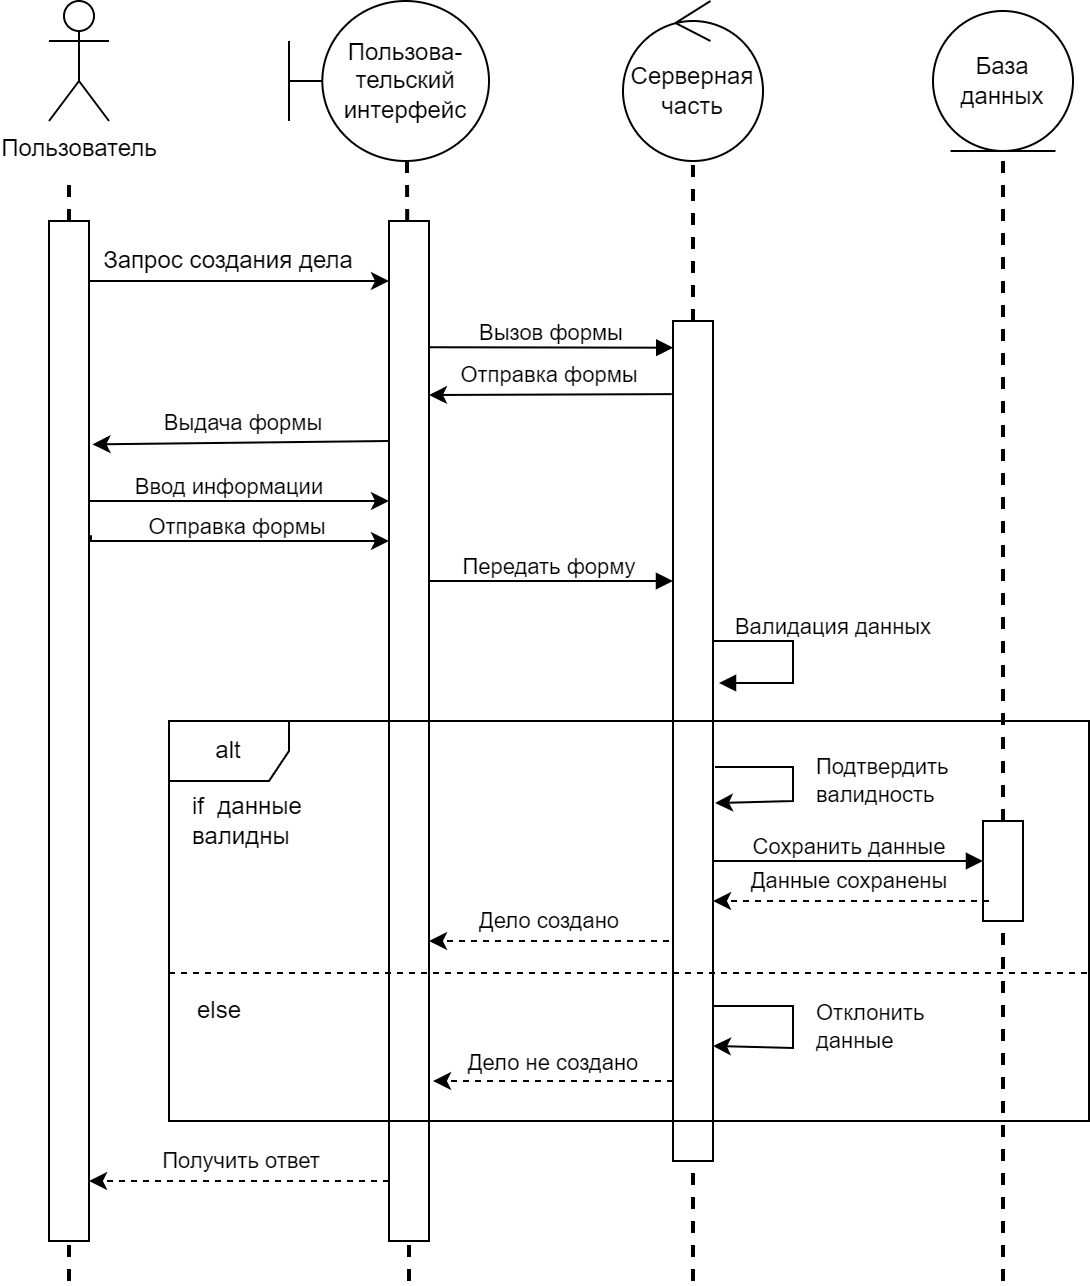 Пользователь
Пользова-
тельский
интерфейс
Серверная
часть
База
данных
Запрос создания дела
Вызов формы
Отправка формы
Выдача формы
Ввод информации
Отправка формы
Передать форму
Валидация данных
alt
if  данные
валидны
Подтвердить
валидность
Сохранить данные
Данные сохранены
Дело создано
else
Отклонить
данные
Дело не создано
Получить ответ